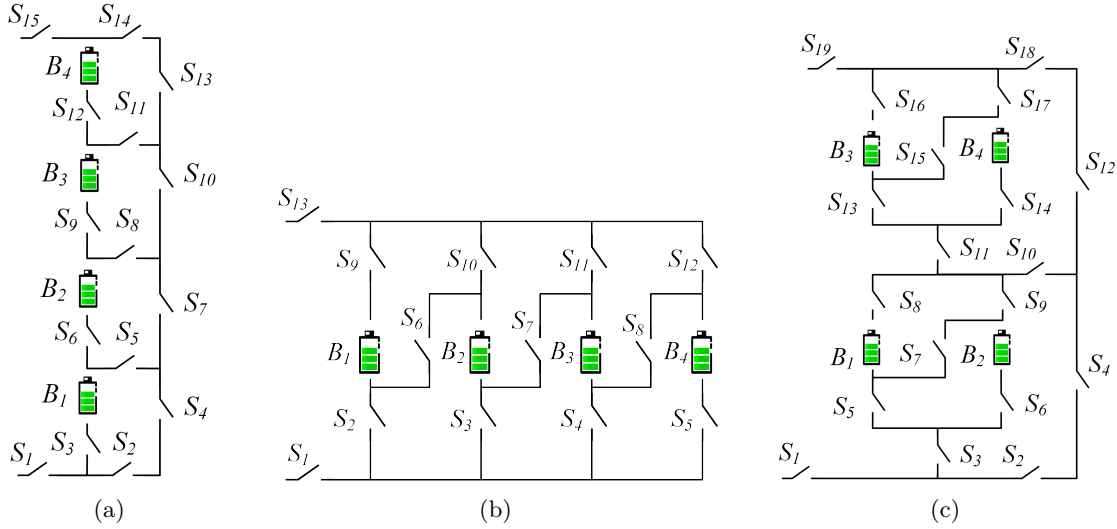 S15 S14
B4 S13
S12 S11
B3 S10
S9 S8
B2 S7
S6 S5
B1 S4
S3 S2
S1
(a)
S13
S9 S10 S11 S12
S6 S7 S8
B1 B2 B3 B4
S2 S3 S4 S5
S1
(b)
S19 S18
S16 S17
B3 S15 B4 S12
S13 S14
S11 S10
S8 S9
B1 S7 B2 S4
S5 S6
S3 S2
S1
(c)